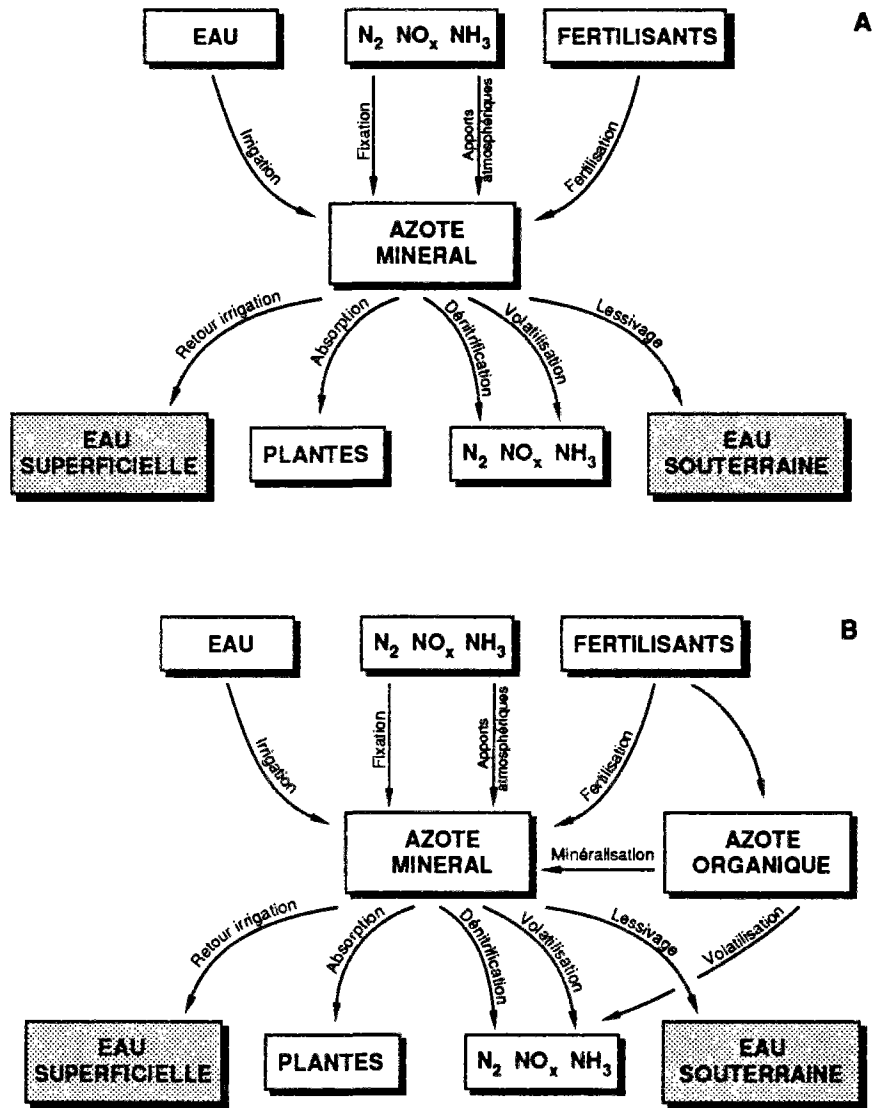 A
EAU
N₂ NOₓ NH₃
FERTILISANTS
Irrigation
Fixation
Apports
atmosphériques
Fertilisation
AZOTE
MINERAL
Retour irrigation
Absorption
Dénitrification
Volatilisation
Lessivage
EAU
SUPERFICIELLE
PLANTES
N₂ NOₓ NH₃
EAU
SOUTERRAINE
B
EAU
N₂ NOₓ NH₃
FERTILISANTS
Irrigation
Fixation
Apports
atmosphériques
Fertilisation
AZOTE
MINERAL
Minéralisation
AZOTE
ORGANIQUE
Retour irrigation
Absorption
Dénitrification
Volatilisation
Lessivage
Volatilisation
EAU
SUPERFICIELLE
PLANTES
N₂ NOₓ NH₃
EAU
SOUTERRAINE